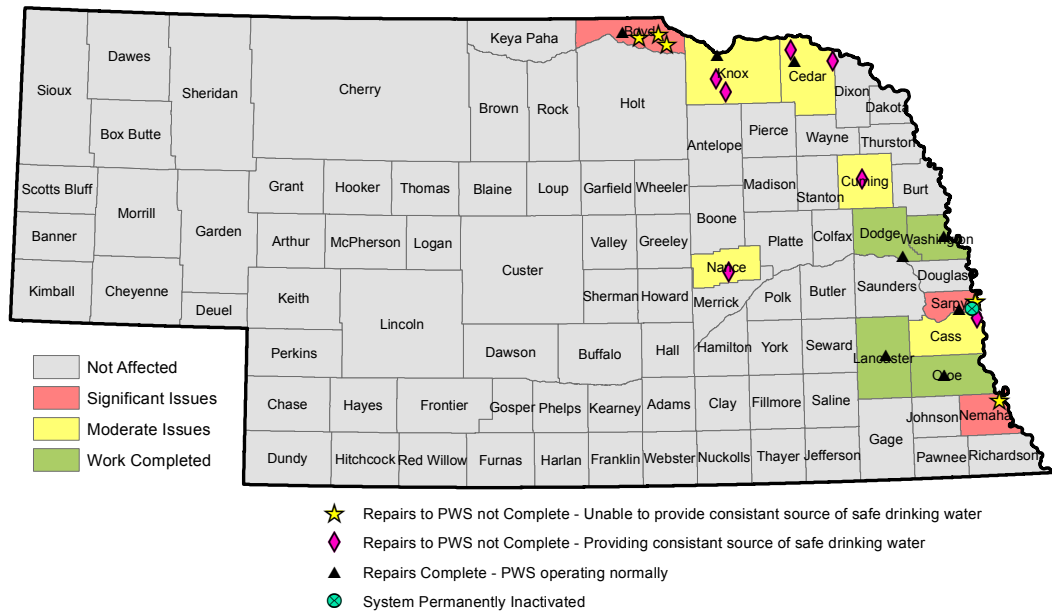 Keya Paha
Boyd
Dawes
Sioux
Sheridan
Cherry
Knox
Cedar
Dixon
Dakota
Brown
Rock
Holt
Box Butte
Antelope
Pierce
Wayne
Thurston
Scotts Bluff
Morrill
Grant
Hooker
Thomas
Blaine
Loup
Garfield
Wheeler
Madison
Stanton
Cuming
Burt
Boone
Banner
Garden
Arthur
McPherson
Logan
Custer
Valley
Greeley
Platte
Colfax
Dodge
Washington
Nance
Kimball
Cheyenne
Deuel
Keith
Lincoln
Sherman
Howard
Merrick
Polk
Butler
Saunders
Douglas
Sarpy
Perkins
Dawson
Buffalo
Hall
Hamilton
York
Seward
Lancaster
Cass
Otoe
Chase
Hayes
Frontier
Gosper
Phelps
Kearney
Adams
Clay
Fillmore
Saline
Gage
Johnson
Nemaha
Dundy
Hitchcock
Red Willow
Furnas
Harlan
Franklin
Webster
Nuckolls
Thayer
Jefferson
Pawnee
Richardson
Not Affected
Significant Issues
Moderate Issues
Work Completed
Repairs to PWS not Complete - Unable to provide consistant source of safe drinking water
Repairs to PWS not Complete - Providing consistant source of safe drinking water
Repairs Complete - PWS operating normally
System Permanently Inactivated